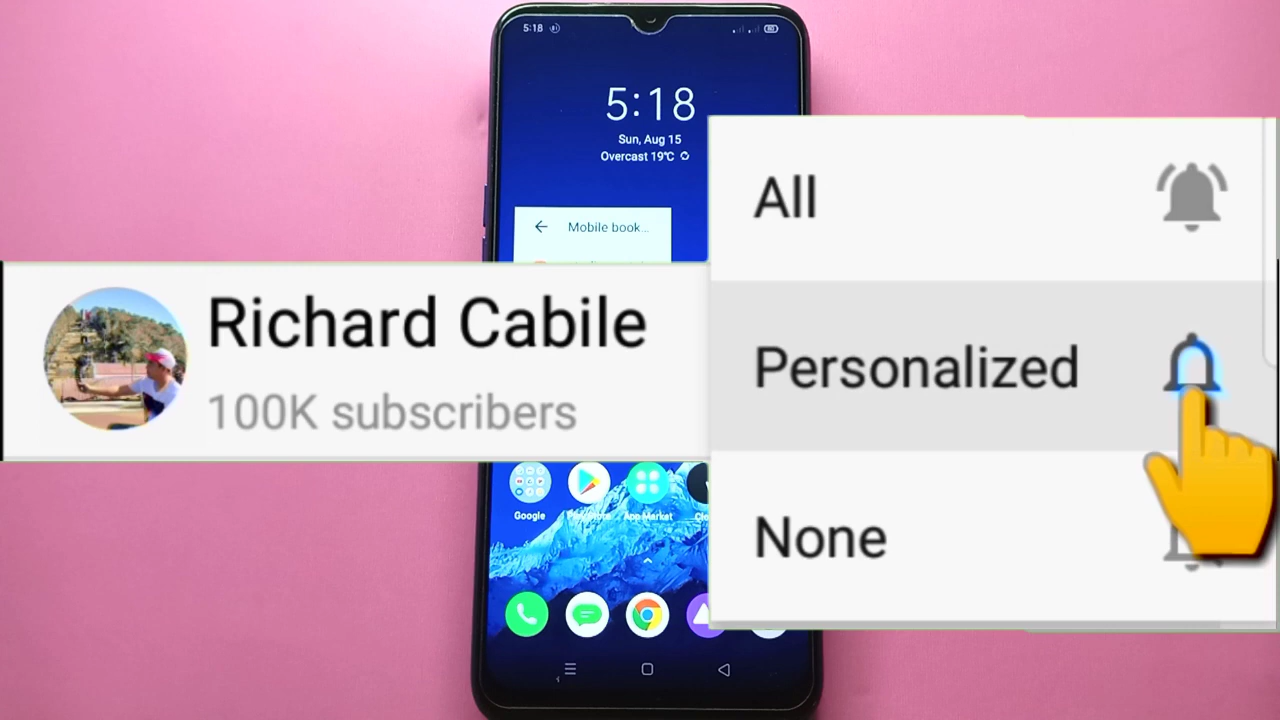 5:18
5:18
Sun, Aug 15
Overcast 19℃
Mobile book...
All
Richard Cabile
100K subscribers
Personalized
None
Google
App Market